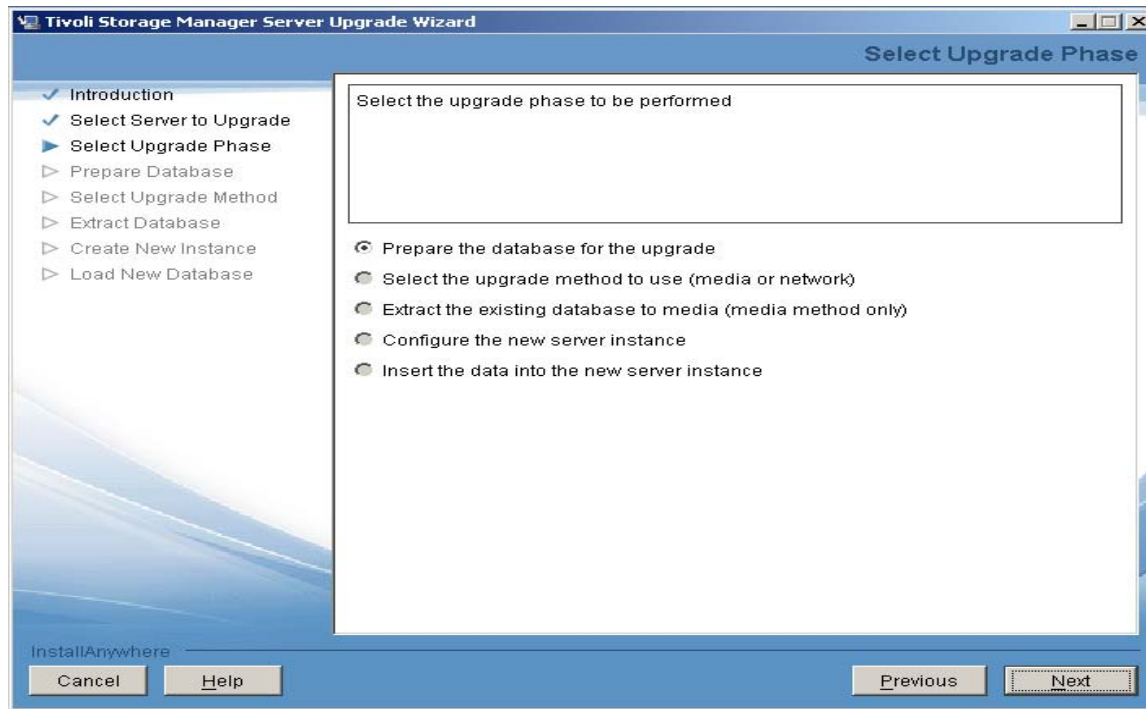 Tivoli Storage Manager Server Upgrade Wizard
Select Upgrade Phase
Introduction
Select Server to Upgrade
Select Upgrade Phase
Prepare Database
Select Upgrade Method
Extract Database
Create New Instance
Load New Database
Select the upgrade phase to be performed
Prepare the database for the upgrade
Select the upgrade method to use (media or network)
Extract the existing database to media (media method only)
Configure the new server instance
Insert the data into the new server instance
InstallAnywhere
Cancel Help Previous Next